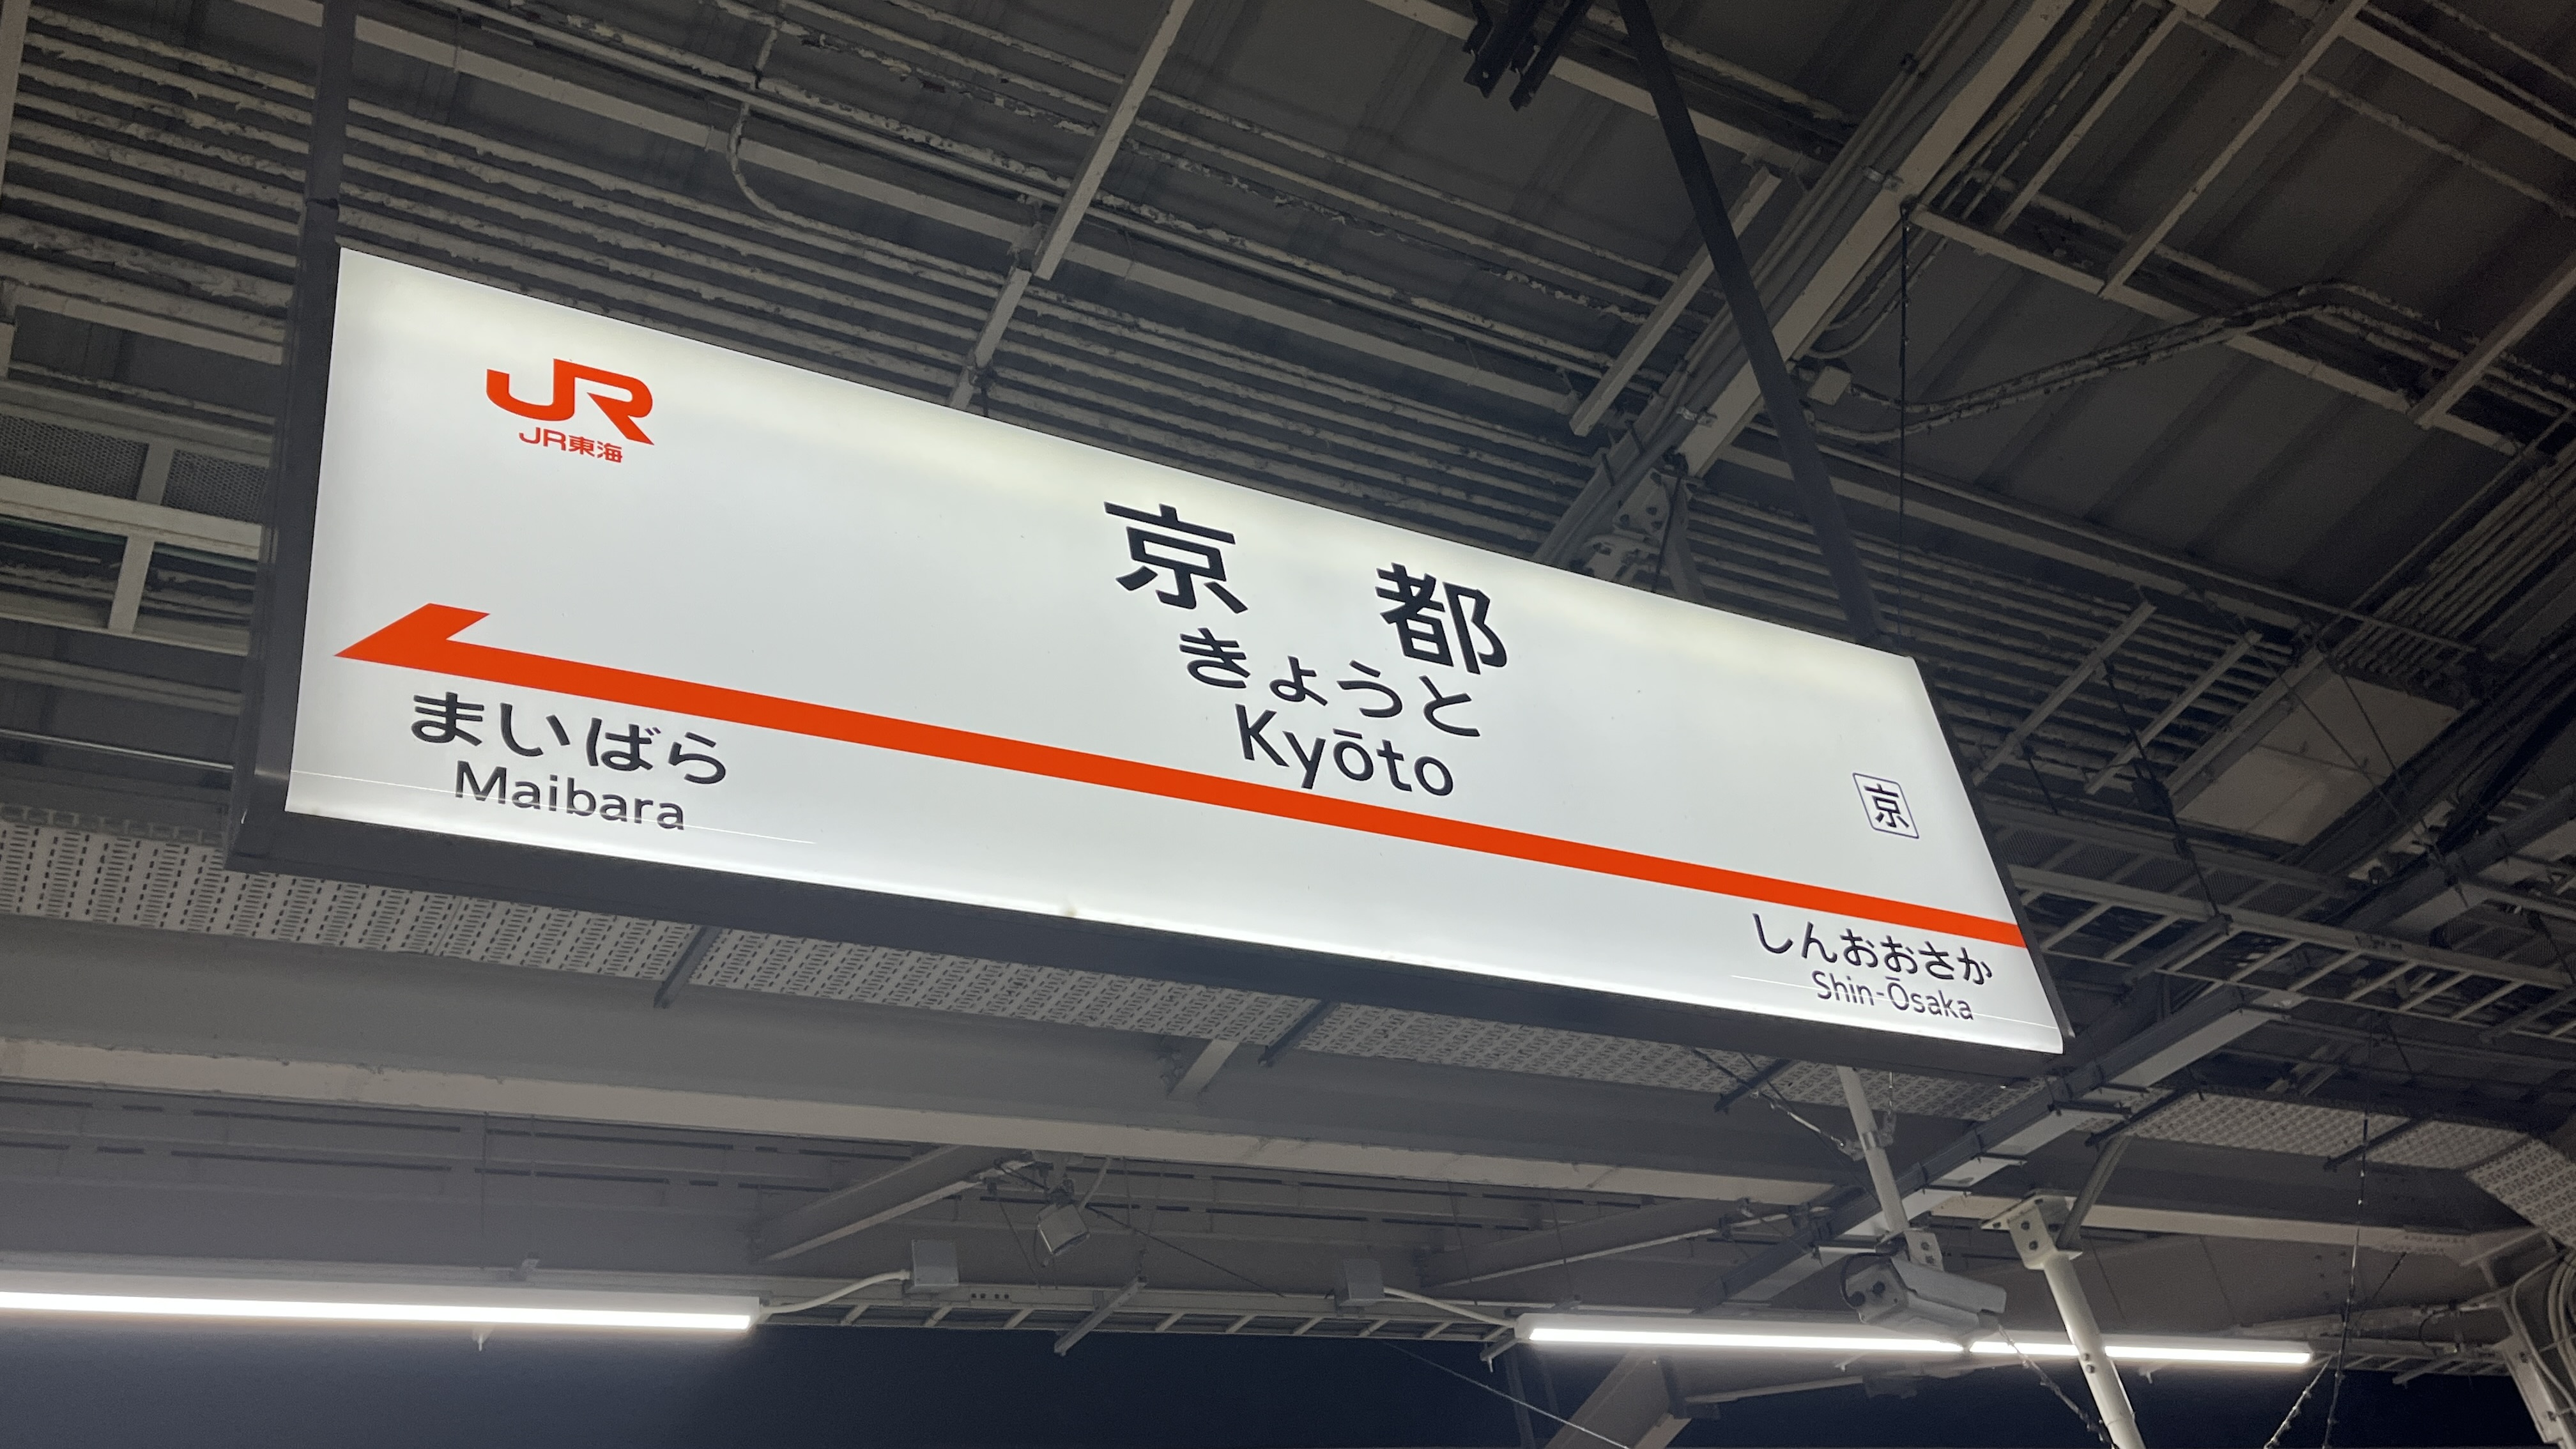 JR
JR東海
京都
きょうと
Kyōto
京
まいばら
Maibara
しんおおさか
Shin-Ōsaka